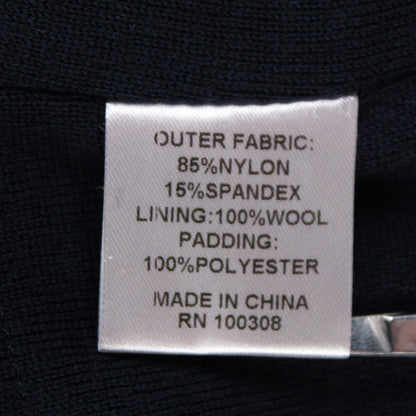 OUTER FABRIC:
85%NYLON
15%SPANDEX
LINING:100%WOOL
PADDING:
100%POLYESTER
MADE IN CHINA
RN 100308